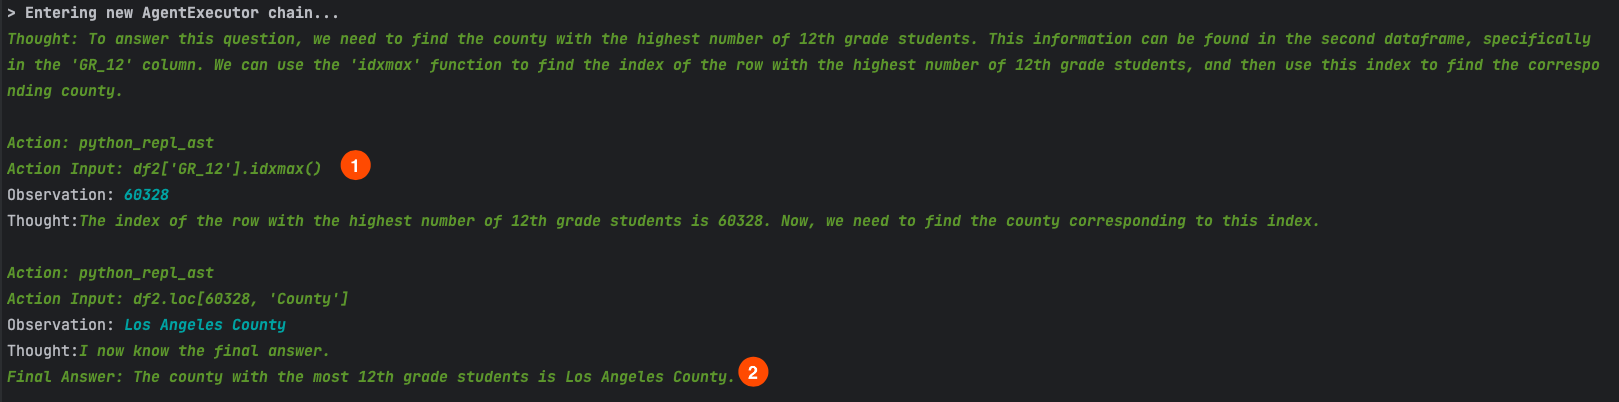 > Entering new AgentExecutor chain...
Thought: To answer this question, we need to find the county with the highest number of 12th grade students. This information can be found in the second dataframe, specifically
in the 'GR_12' column. We can use the 'idxmax' function to find the index of the row with the highest number of 12th grade students, and then use this index to find the correspo
nding county.
Action: python_repl_ast
Action Input: df2['GR_12'].idxmax() 1
Observation: 60328
Thought:The index of the row with the highest number of 12th grade students is 60328. Now, we need to find the county corresponding to this index.
Action: python_repl_ast
Action Input: df2.loc[60328, 'County']
Observation: Los Angeles County
Thought:I now know the final answer.
Final Answer: The county with the most 12th grade students is Los Angeles County. 2